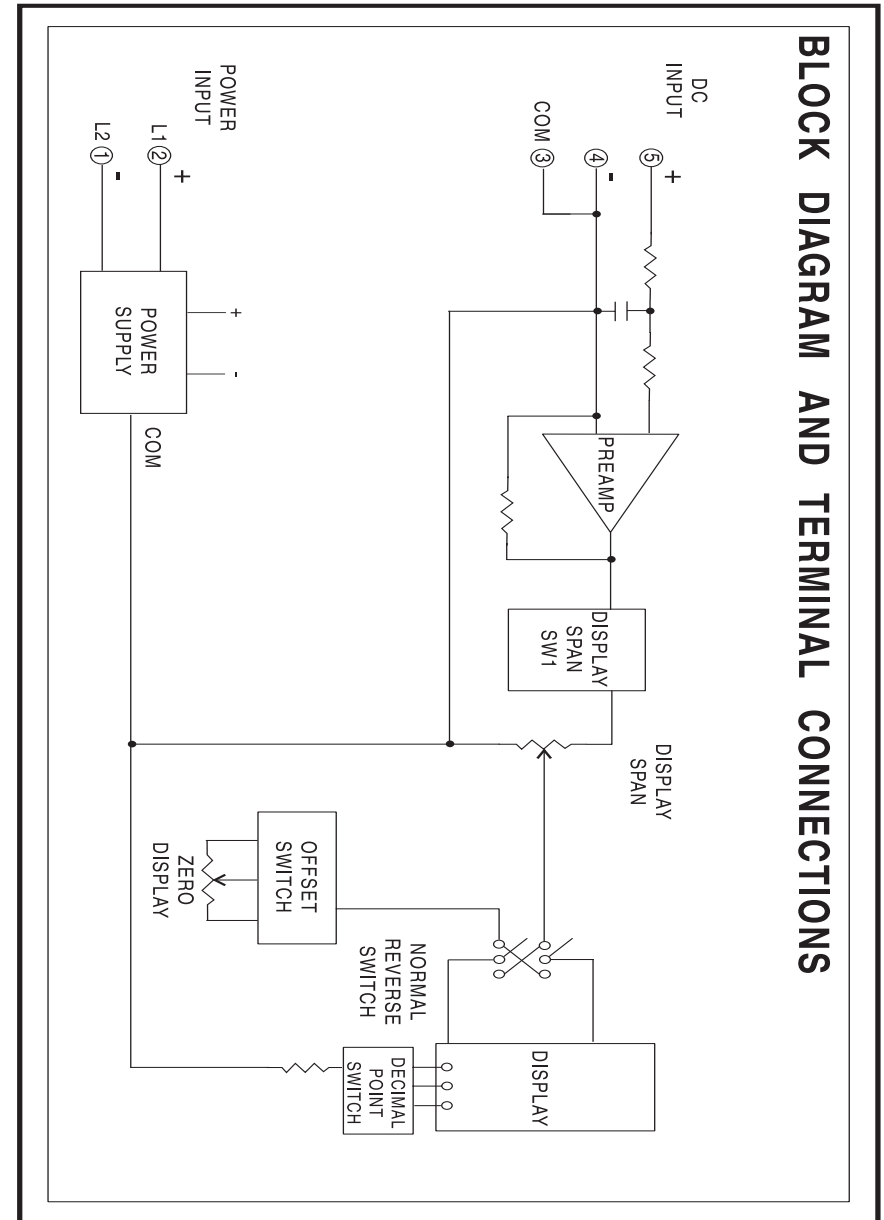 BLOCK DIAGRAM AND TERMINAL CONNECTIONS
DC
INPUT
5 +
4 -
COM 3
PREAMP
DISPLAY
SPAN
SW1
DISPLAY
SPAN
DISPLAY
NORMAL
REVERSE
SWITCH
DECIMAL
POINT
SWITCH
OFFSET
SWITCH
ZERO
DISPLAY
POWER
INPUT
L1 2 +
L2 1 -
+
-
POWER
SUPPLY
COM